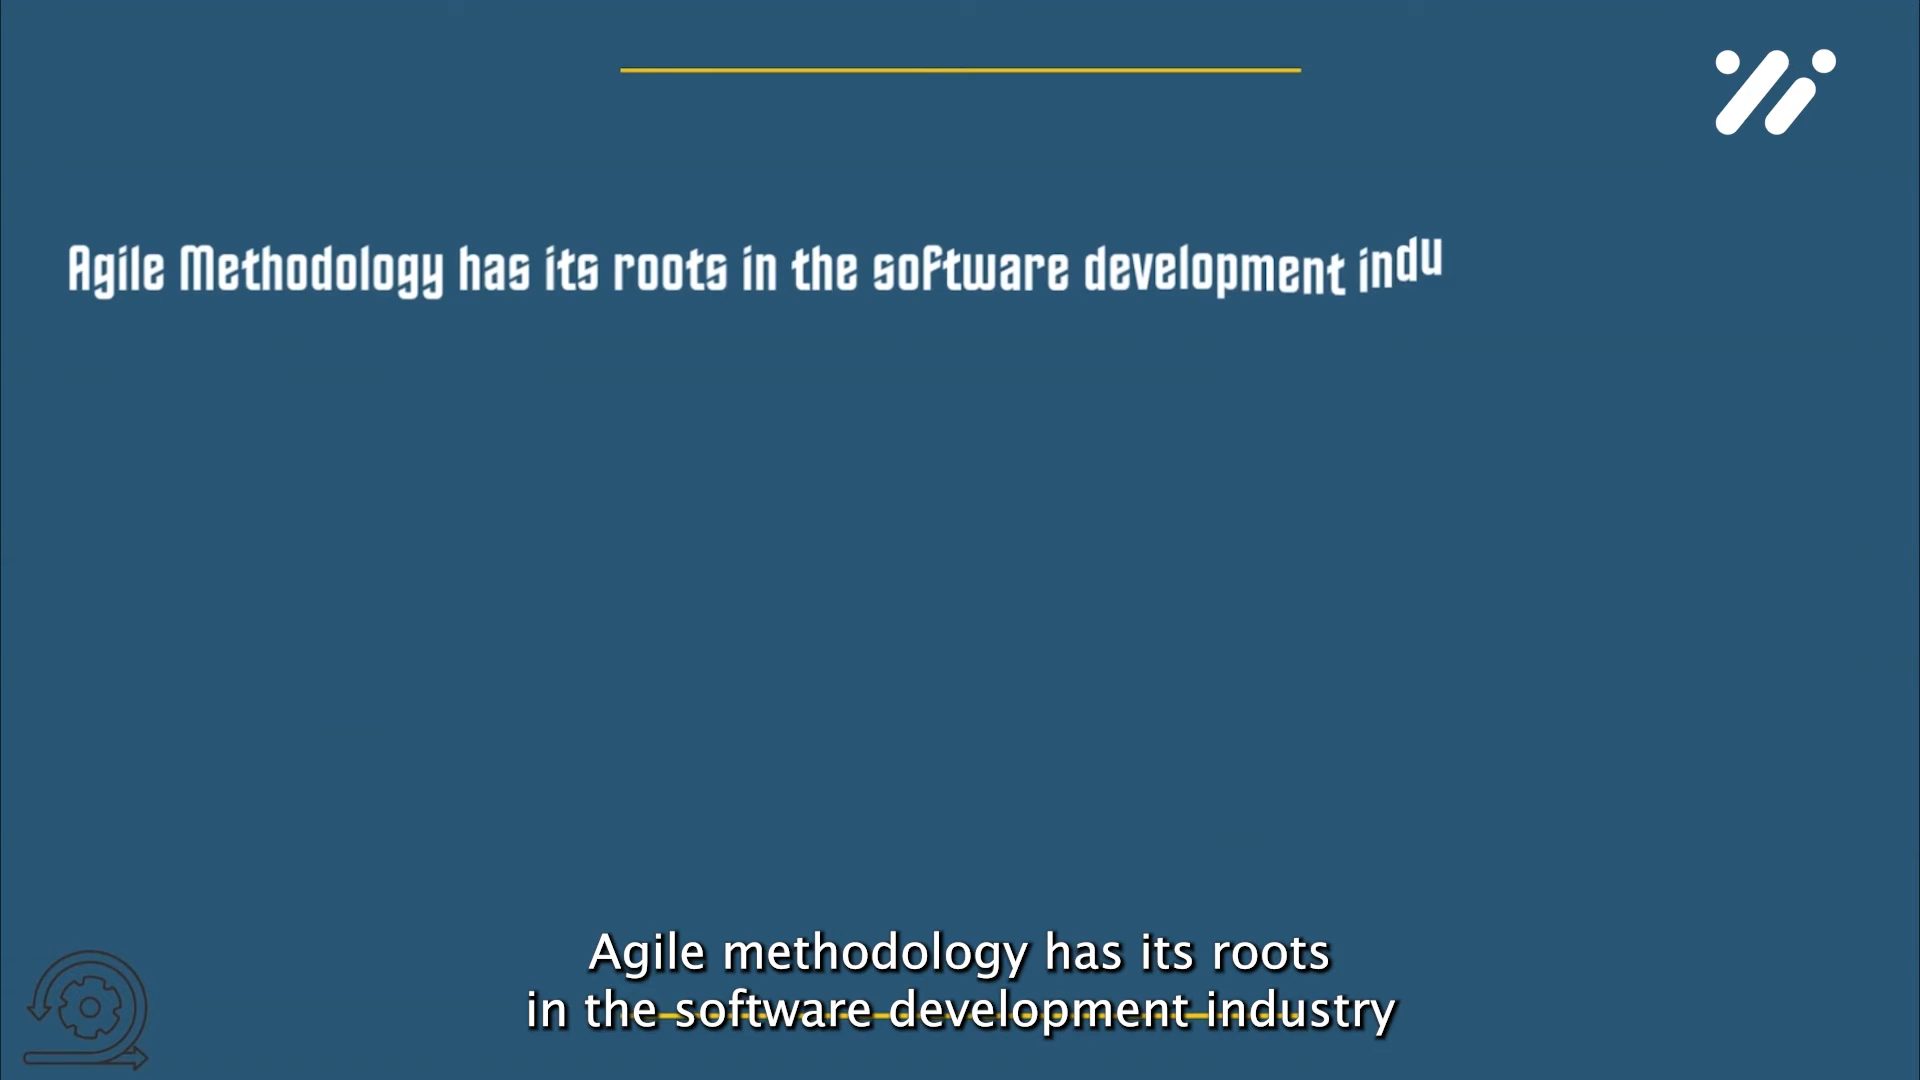 Agile Methodology has its roots in the software development indu
Agile methodology has its roots
in the software development industry